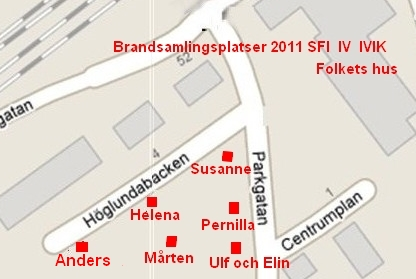 Brandsamlingsplatser 2011 SFI IV IVIK
Folkets hus
52
gatan
4
Höglundabacken
Susanne
Parkgatan
1
Centrumplan
Helena
Pernilla
Anders
Mårten
Ulf och Elin